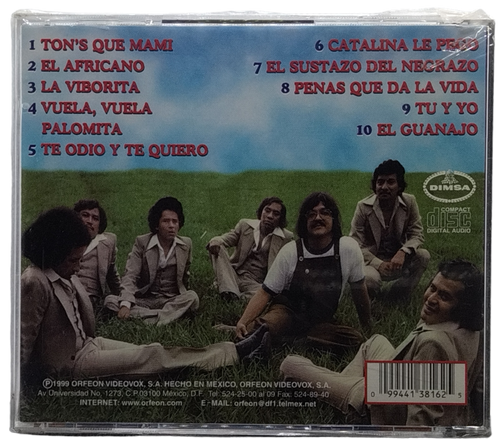 1 TON'S QUE MAMI
2 EL AFRICANO
3 LA VIBORITA
4 VUELA, VUELA
PALOMITA
5 TE ODIO Y TE QUIERO
6 CATALINA LE
7 EL SUSTAZO DEL NEGRAZO
8 PENAS QUE DA LA VIDA
9 TU Y YO
10 EL GUANAJO
DIMSA
COMPACT
disc
DIGITAL AUDIO
℗1999 ORFEON VIDEOVOX, S.A. HECHO EN MEXICO, ORFEON VIDEOVOX, S.A.
Av. Universidad No. 1273, C.P. 03100 México, D.F. Tel. 524-25-00 al 09 Fax: 524-89-40
INTERNET: www.orfeon.com E - MAIL: orfeon@df1.telmex.net
0 99441 38162 5